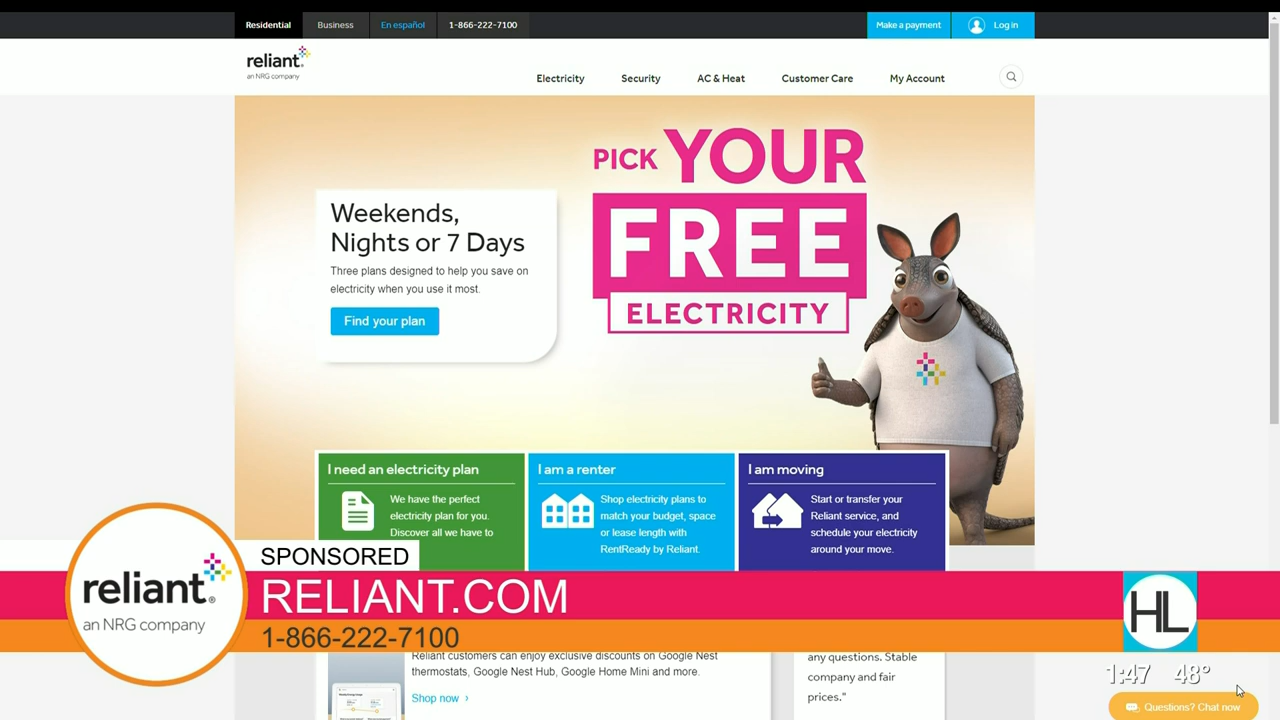 Residential
Business
En español
1-866-222-7100
Make a payment
Log in
reliant.
an NRG company
Electricity
Security
AC & Heat
Customer Care
My Account
PICK YOUR
FREE
ELECTRICITY
Weekends,
Nights or 7 Days
Three plans designed to help you save on
electricity when you use it most.
Find your plan
I need an electricity plan
We have the perfect
electricity plan for you.
Discover all we have to
I am a renter
Shop electricity plans to
match your budget, space
or lease length with
RentReady by Reliant.
I am moving
Start or transfer your
Reliant service, and
schedule your electricity
around your move.
SPONSORED
reliant®
an NRG company
RELIANT.COM
1-866-222-7100
HL
Reliant customers can enjoy exclusive discounts on Google Nest
thermostats, Google Nest Hub, Google Home Mini and more.
Shop now ›
any questions. Stable
company and fair
prices."
1:47 48°
Questions? Chat now